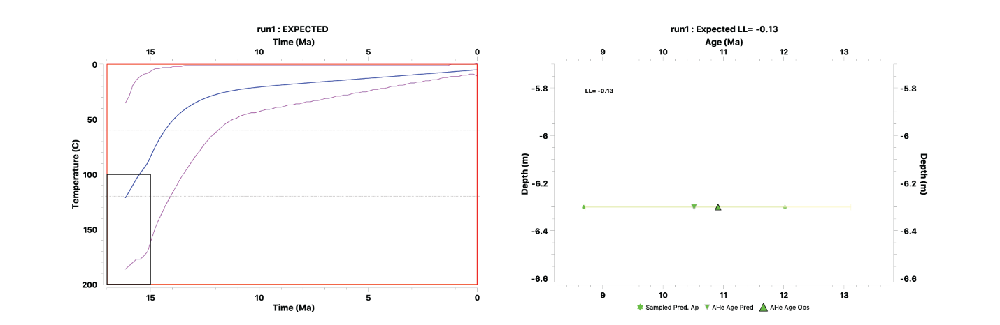 run1 : EXPECTED
Time (Ma)
15 10 5 0
0
50
100
150
200
Temperature (C)
15 10 5 0
Time (Ma)
run1 : Expected LL= -0.13
Age (Ma)
9 10 11 12 13
LL= -0.13
-5.8 -5.8
-6 -6
-6.2 -6.2
-6.4 -6.4
-6.6 -6.6
Depth (m)
Depth (m)
9 10 11 12 13
Sampled Pred. Ap AHe Age Pred AHe Age Obs